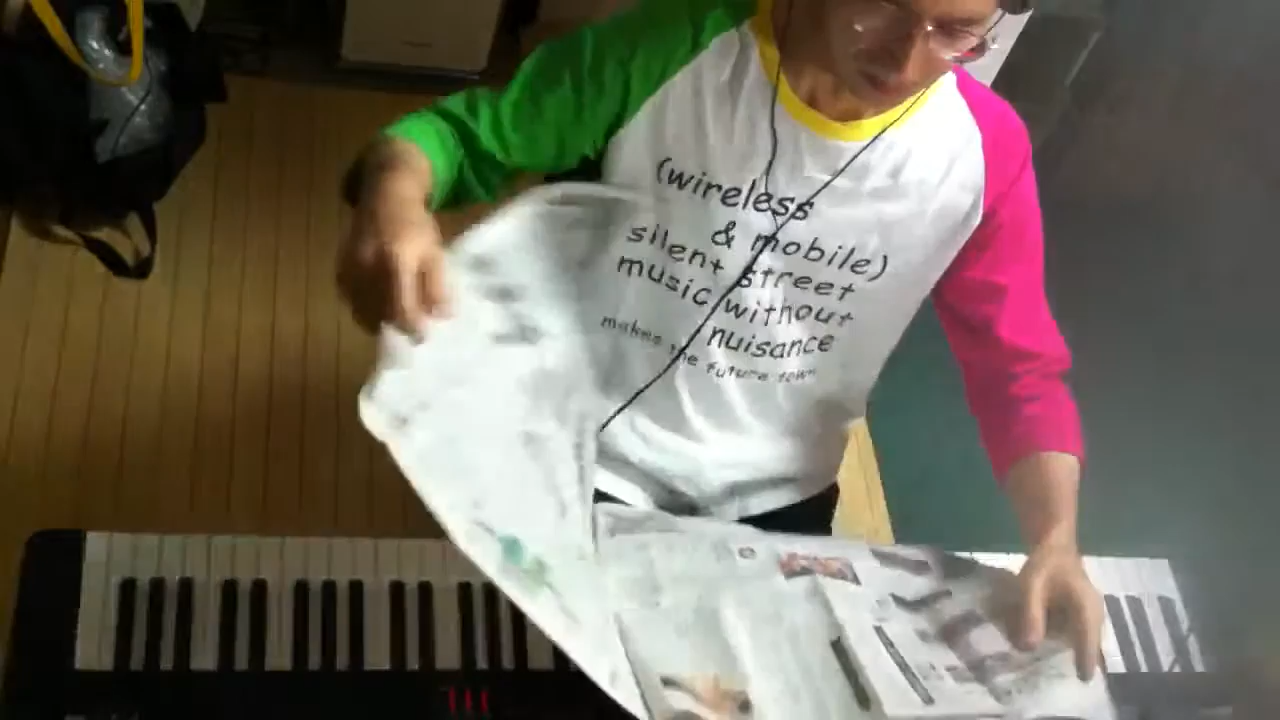 (wireless
& mobile)
silent street
music without
nuisance
makes the future town